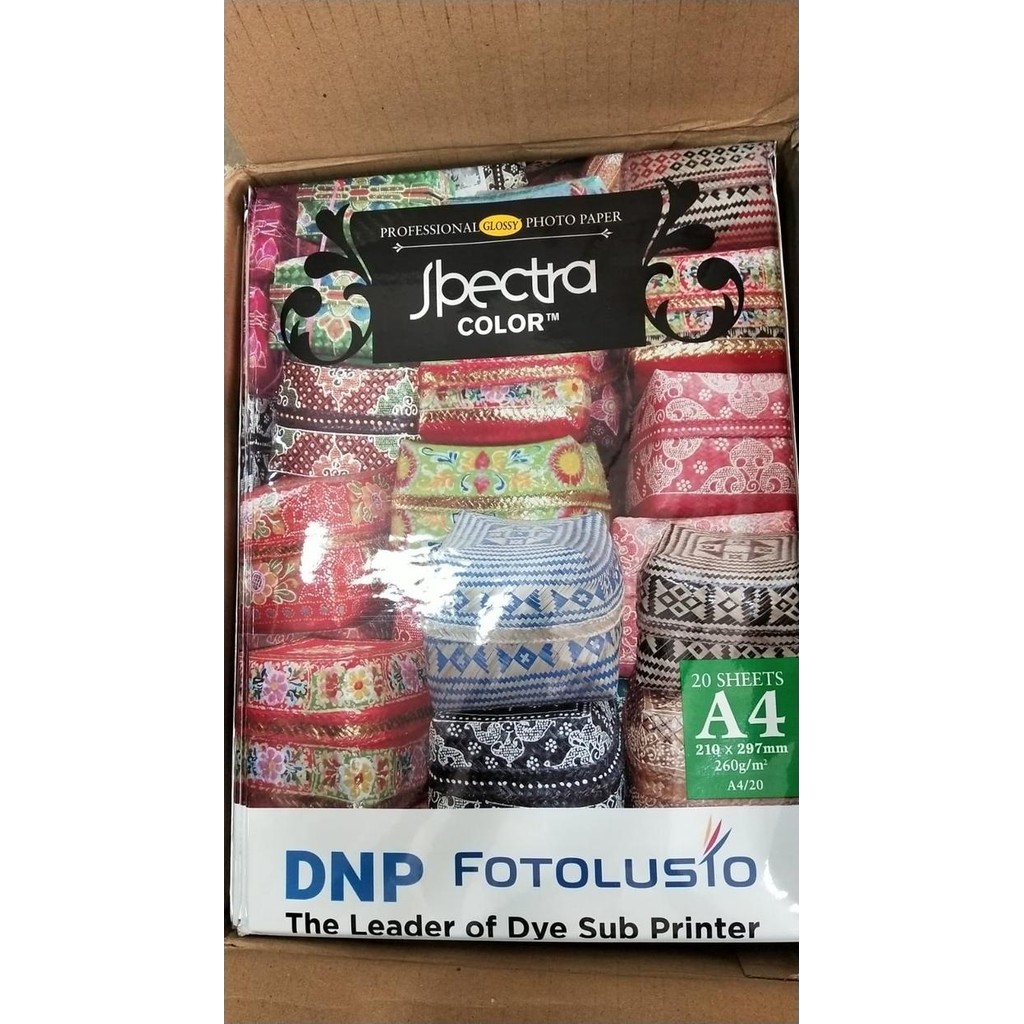 PROFESSIONAL GLOSSY PHOTO PAPER
Spectra
COLOR™
20 SHEETS
A4
210 x 297mm
260g/m²
A4/20
DNP FOTOLUSIO
The Leader of Dye Sub Printer